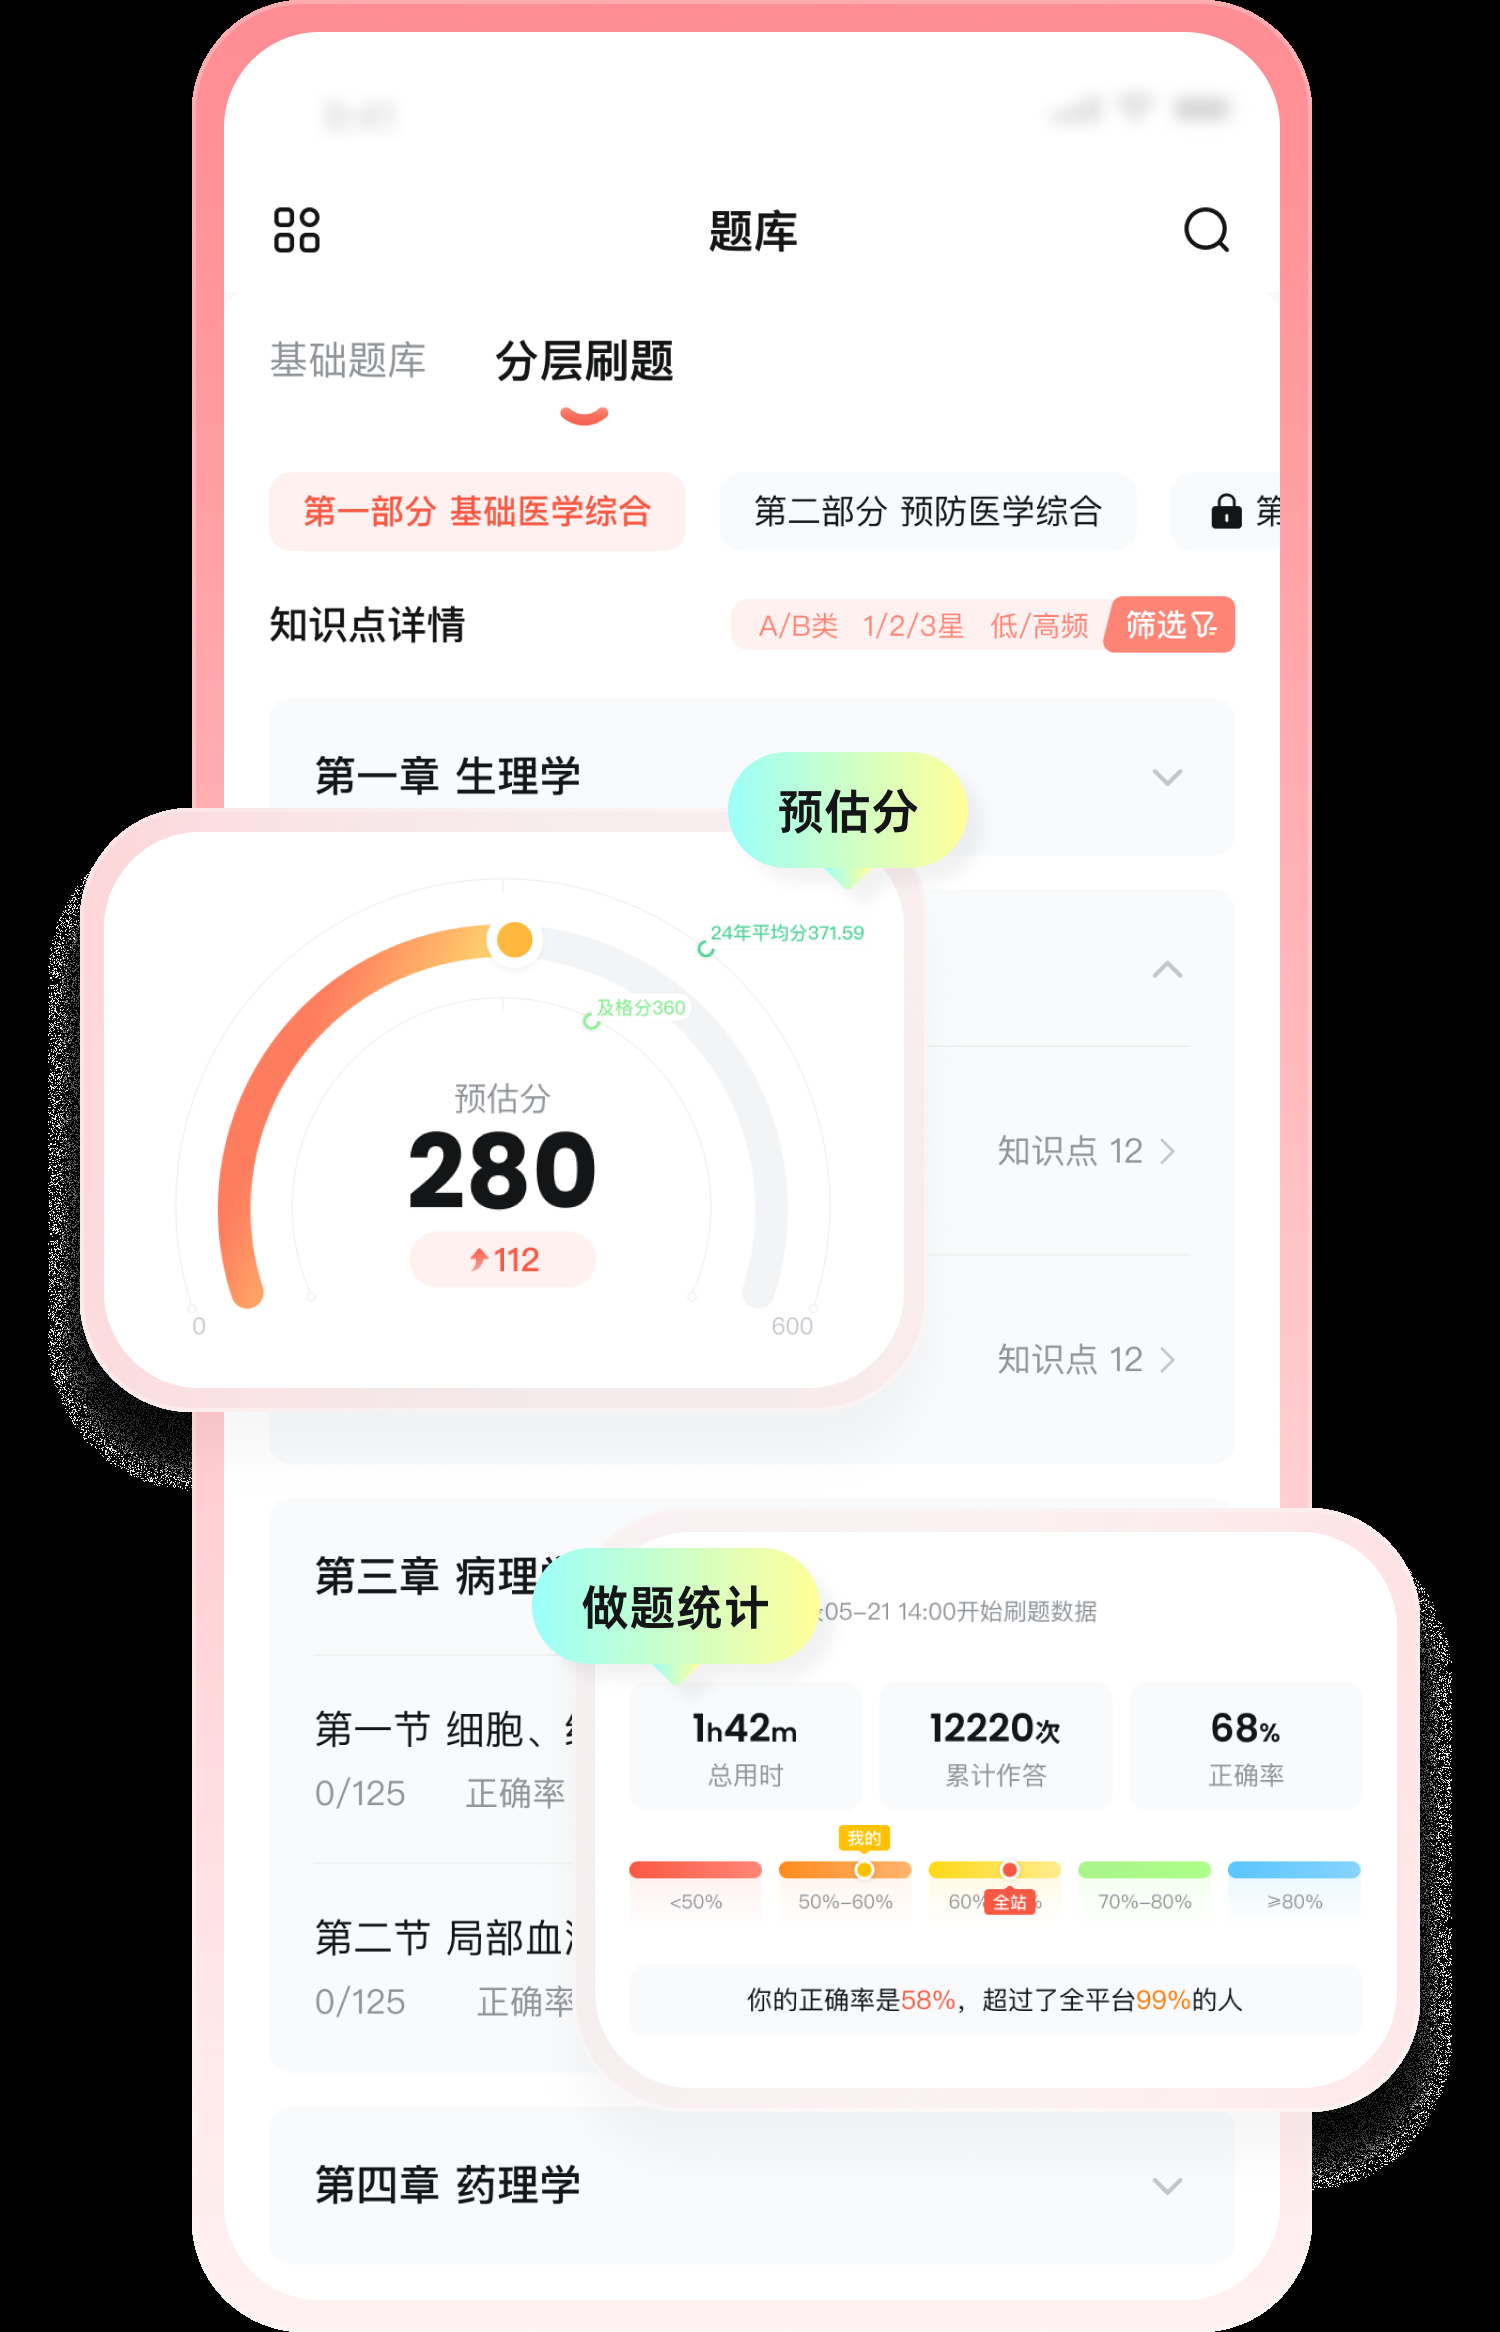 9:41
题库
基础题库 分层刷题
第一部分 基础医学综合 第二部分 预防医学综合 第
知识点详情 A/B类 1/2/3星 低/高频 筛选
第一章 生理学
预估分
24年平均分371.59
及格分360
预估分
280
112
0 600
知识点 12
知识点 12
第三章 病理
做题统计
05-21 14:00开始刷题数据
第一节 细胞、
0/125 正确率
第二节 局部血
0/125 正确率
1h42m 12220次 68%
总用时 累计作答 正确率
我的
<50% 50%-60% 60% 70%-80% ≥80%
全站
你的正确率是58%，超过了全平台99%的人
第四章 药理学